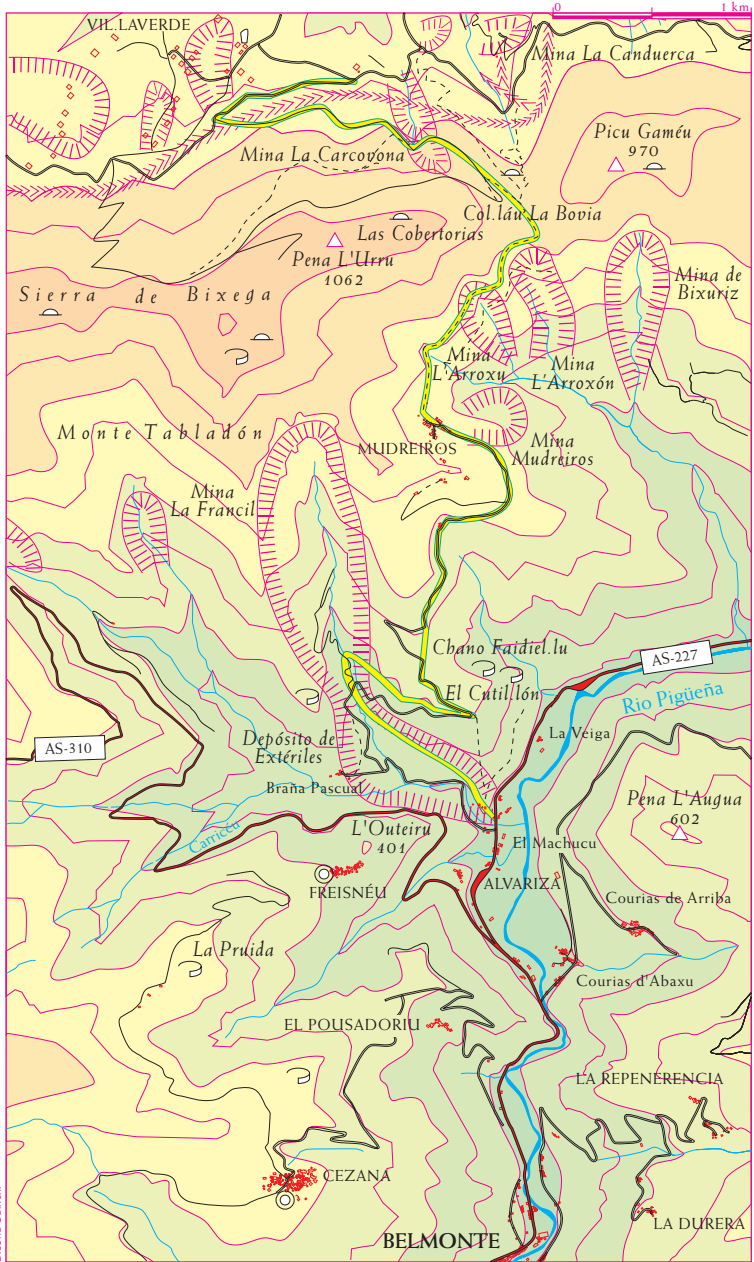 0 1 km
VIL.LAVERDE
Mina La Canduerca
Picu Gaméu
970
Mina La Carcovona
Col.láu La Bovia
Las Cobertorias
Pena L'Urru
1062
Mina de
Bixuriz
Sierra de Bixega
Mina
L'Arroxu
Mina
L'Arroxón
Monte Tabladón
MUDREIROS
Mina
Mudreiros
Mina
La Francil
Chano Faidiel.lu
AS-227
El Cutil.lón
Rio Pigüeña
AS-310
Depósito de
Extériles
La Veiga
Braña Pascual
Pena L'Augua
602
Carricéu
L'Outeiru
401
El Machucu
FREISNÉU
ALVARIZA
Courias de Arriba
La Pruida
Courias d'Abaxu
EL POUSADORIU
LA REPENERENCIA
CEZANA
LA DURERA
BELMONTE